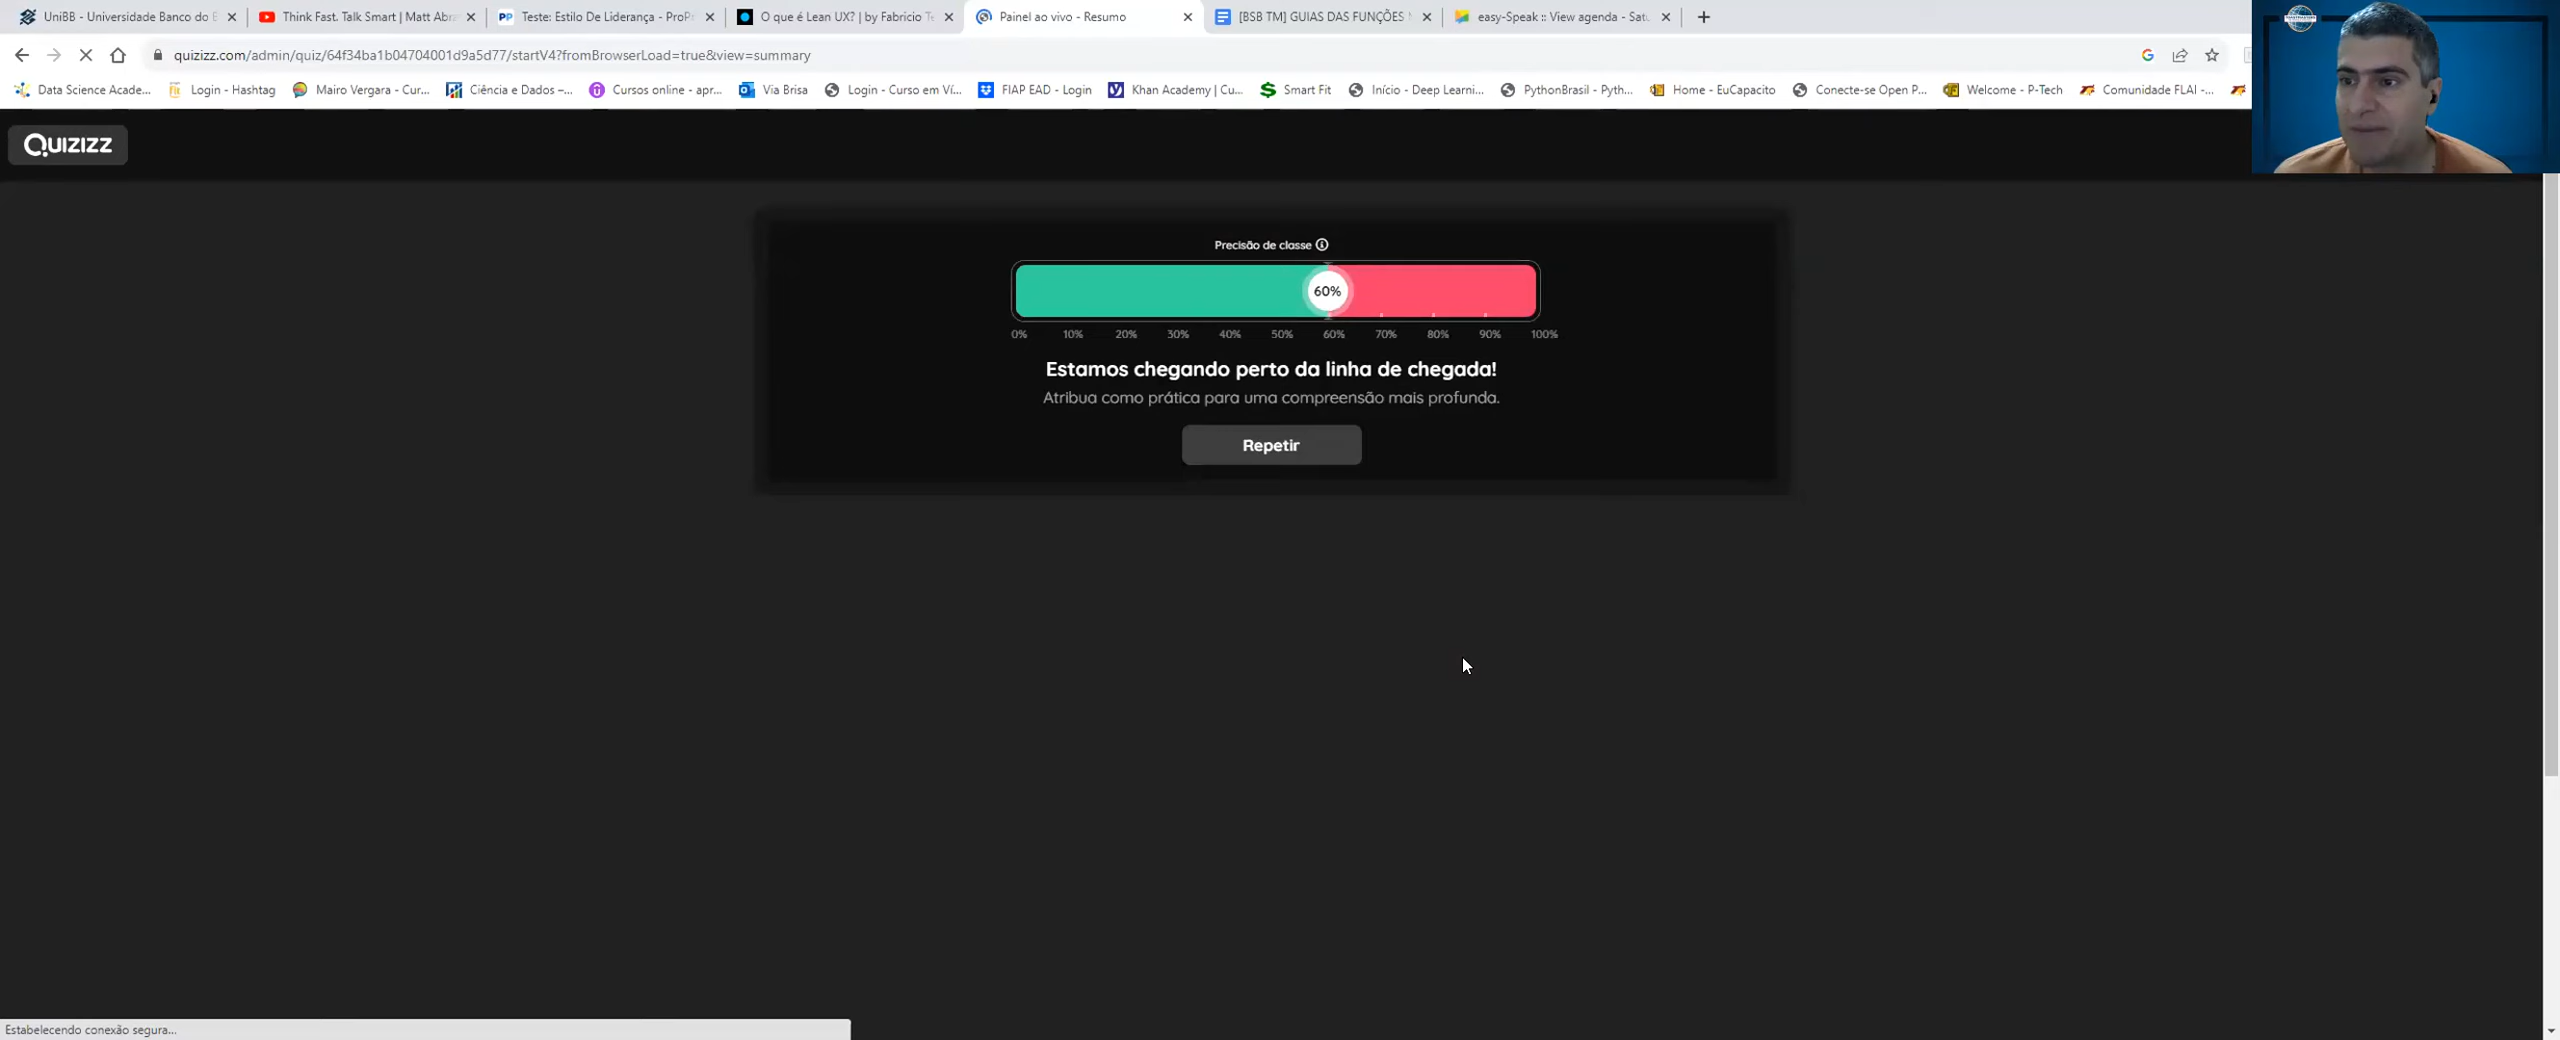 UniBB - Universidade Banco do B
Think Fast. Talk Smart | Matt Abra
Teste: Estilo De Liderança - ProPr
O que é Lean UX? | by Fabricio Te
Painel ao vivo - Resumo
[BSB TM] GUIAS DAS FUNÇÕES
easy-Speak :: View agenda - Satu
quizizz.com/admin/quiz/64f34ba1b04704001d9a5d77/startV4?fromBrowserLoad=true&view=summary
Data Science Acade...
Login - Hashtag
Mairo Vergara - Cur...
Ciência e Dados –...
Cursos online - apr...
Via Brisa
Login - Curso em Ví...
FIAP EAD - Login
Khan Academy | Cu...
Smart Fit
Início - Deep Learni...
PythonBrasil - Pyth...
Home - EuCapacito
Conecte-se Open P...
Welcome - P-Tech
Comunidade FLAI -...
QUIZIZZ
Precisão de classe
60%
0% 10% 20% 30% 40% 50% 60% 70% 80% 90% 100%
Estamos chegando perto da linha de chegada!
Atribua como prática para uma compreensão mais profunda.
Repetir
Estabelecendo conexão segura...